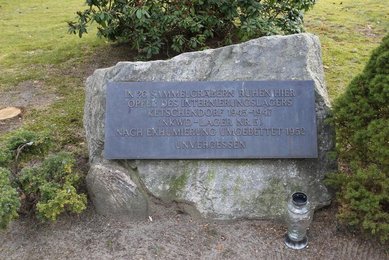 IN 26 SAMMELGRÄBERN RUHEN HIER
OPFER DES INTERNIERUNGSLAGERS
KETSCHENDORF 1945-1947
(NKWD-LAGER NR. 5)
NACH EXHUMIERUNG UMGEBETTET 1952
UNVERGESSEN